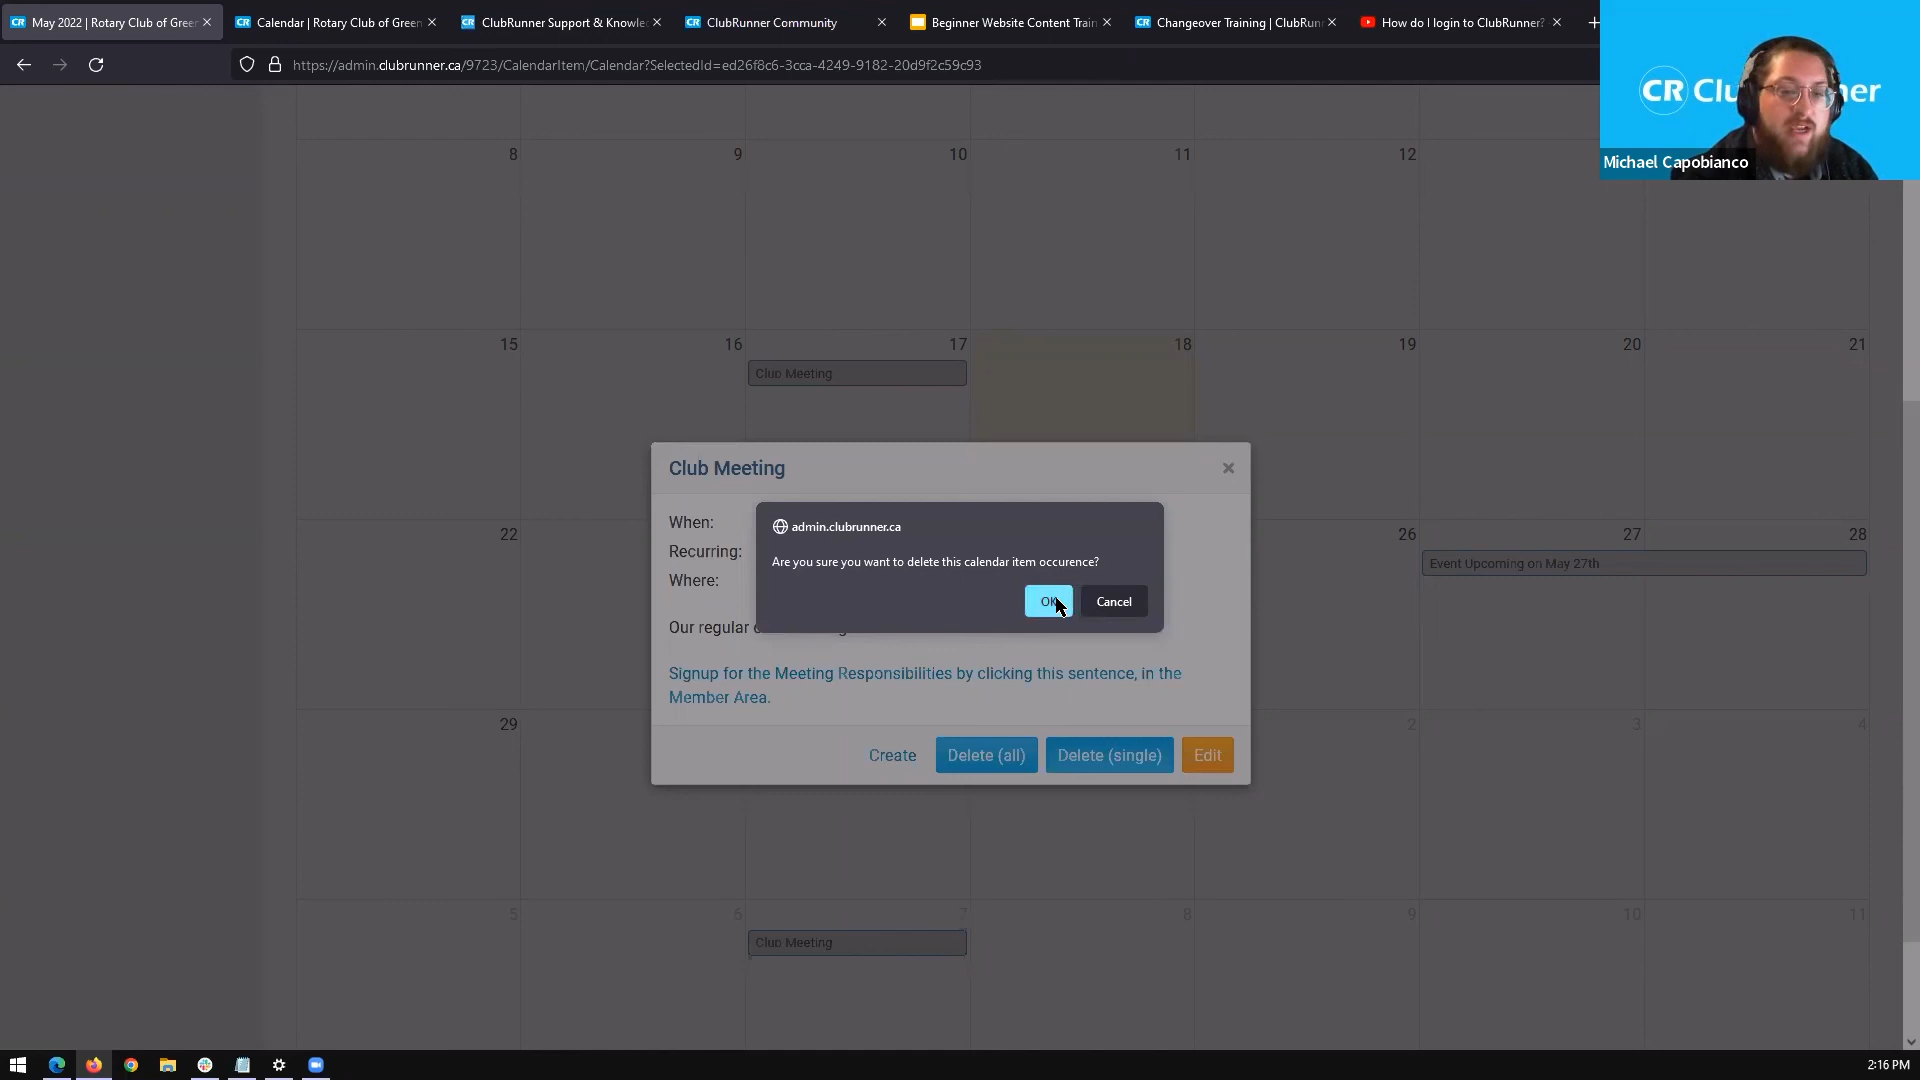 May 2022 | Rotary Club of Green
Calendar | Rotary Club of Green
ClubRunner Support & Knowle
ClubRunner Community
Beginner Website Content Train
Changeover Training | ClubRunn
How do I login to ClubRunner?
https://admin.clubrunner.ca/9723/CalendarItem/Calendar?SelectedId=ed26f8c6-3cca-4249-9182-20d9f2c59c93
CR Clu ner
Michael Capobianco
8 9 10 11 12
15 16 17 18 19 20 21
Club Meeting
22 26 27 28
Event Upcoming on May 27th
Club Meeting
When:
Recurring:
Where:
admin.clubrunner.ca
Are you sure you want to delete this calendar item occurence?
OK Cancel
Our regular
Signup for the Meeting Responsibilities by clicking this sentence, in the
Member Area.
Create Delete (all) Delete (single) Edit
29 2 3 4
5 6 7 8 9 10 11
Club Meeting
2:16 PM